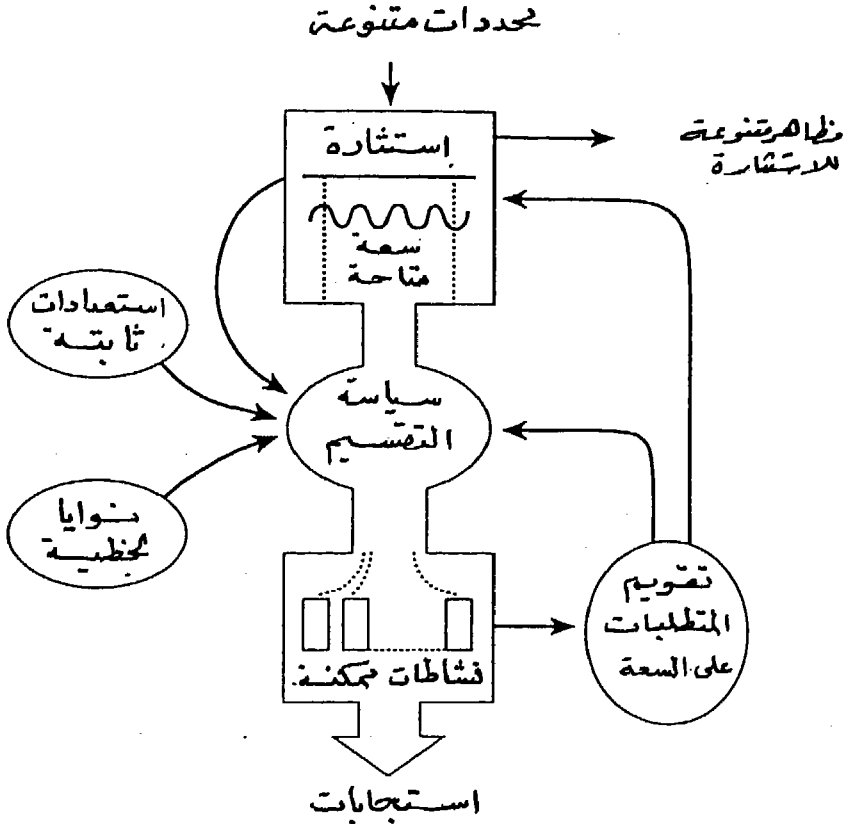 محددات متنوعة
إستثارة
مظاهر متنوعة
للاستثارة
سعة
متاحة
استعدادات
ثابتة
سياسة
التقسيم
نوايا
لحظية
تقويم
المتطلبات
على السعة
نشاطات ممكنة
استجابات